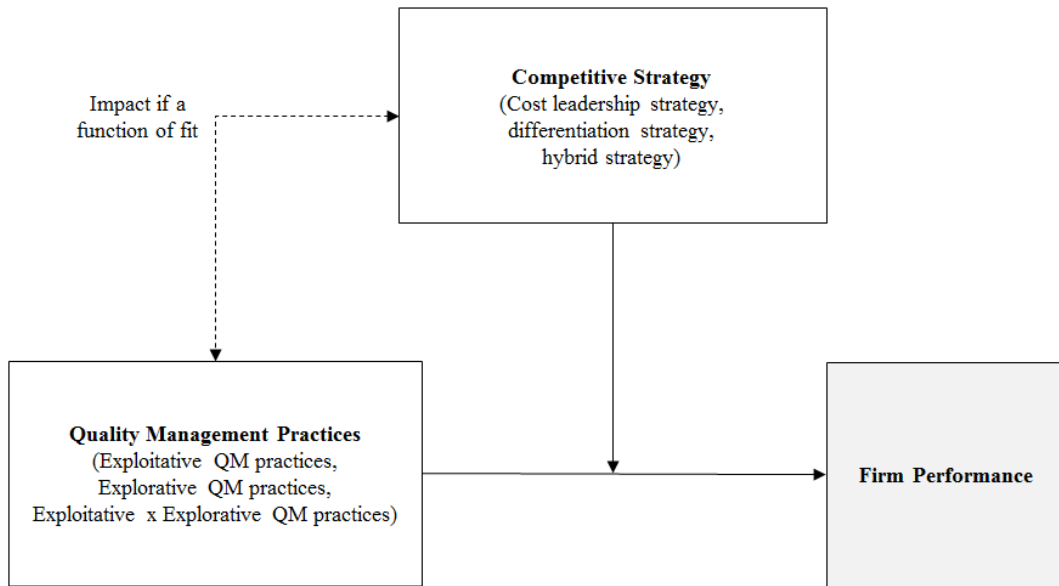 Competitive Strategy
(Cost leadership strategy,
differentiation strategy,
hybrid strategy)
Impact if a
function of fit
Quality Management Practices
(Exploitative QM practices,
Explorative QM practices,
Exploitative x Explorative QM practices)
Firm Performance